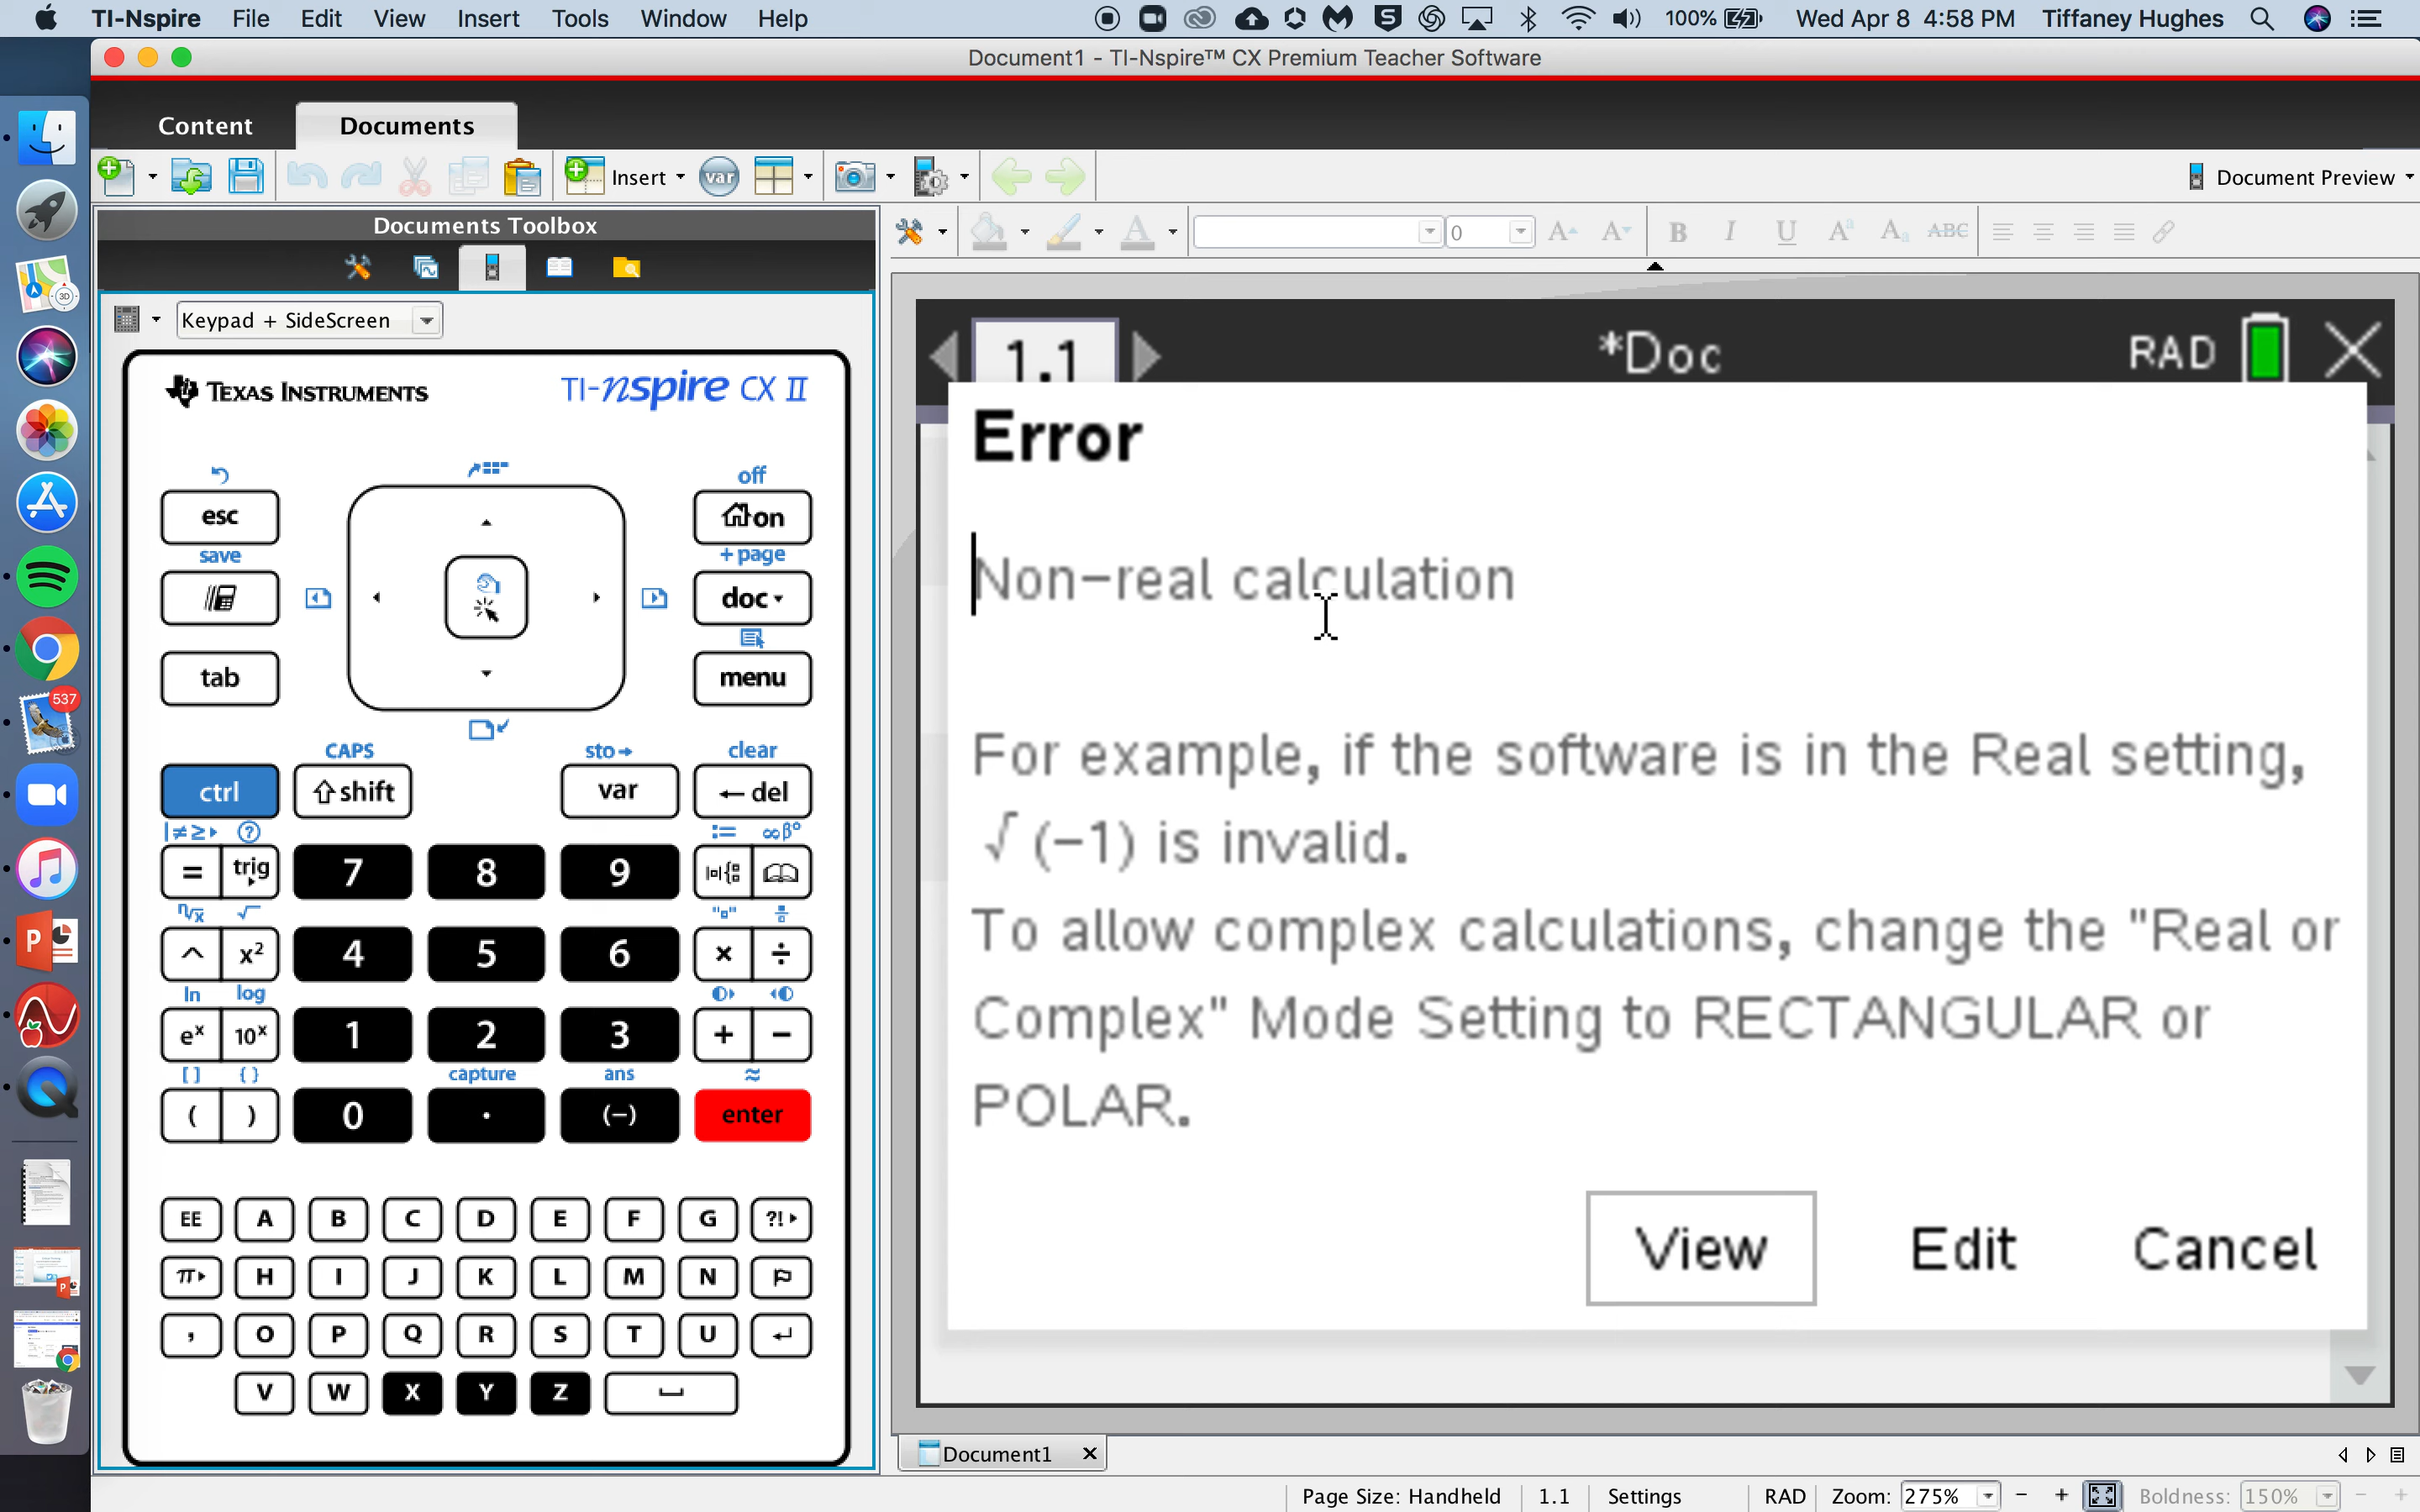 TI-Nspire File Edit View Insert Tools Window Help 100% Wed Apr 8 4:58 PM Tiffaney Hughes
Document1 - TI-Nspire™ CX Premium Teacher Software
Content Documents
Insert var Document Preview
Documents Toolbox
0 B I U ABC
Keypad + SideScreen
1.1 *Doc RAD
TEXAS INSTRUMENTS TI-nspire CX II
Error
off
esc on
save + page
doc
Non-real calculation
tab menu
537
For example, if the software is in the Real setting,
√(-1) is invalid.
To allow complex calculations, change the "Real or
Complex" Mode Setting to RECTANGULAR or
POLAR.
View Edit Cancel
CAPS sto→ clear
ctrl shift var ← del
|≠≥▸ ? := ∞β°
= trig 7 8 9
ⁿ√x √
^ x² 4 5 6 × ÷
ln log
eˣ 10ˣ 1 2 3 + −
[ ] { } capture ans ≈
( ) 0 . (−) enter
EE A B C D E F G ?!▸
π▸ H I J K L M N
, O P Q R S T U ↵
V W X Y Z
Document1
Page Size: Handheld 1.1 Settings RAD Zoom: 275% − + Boldness: 150% − +